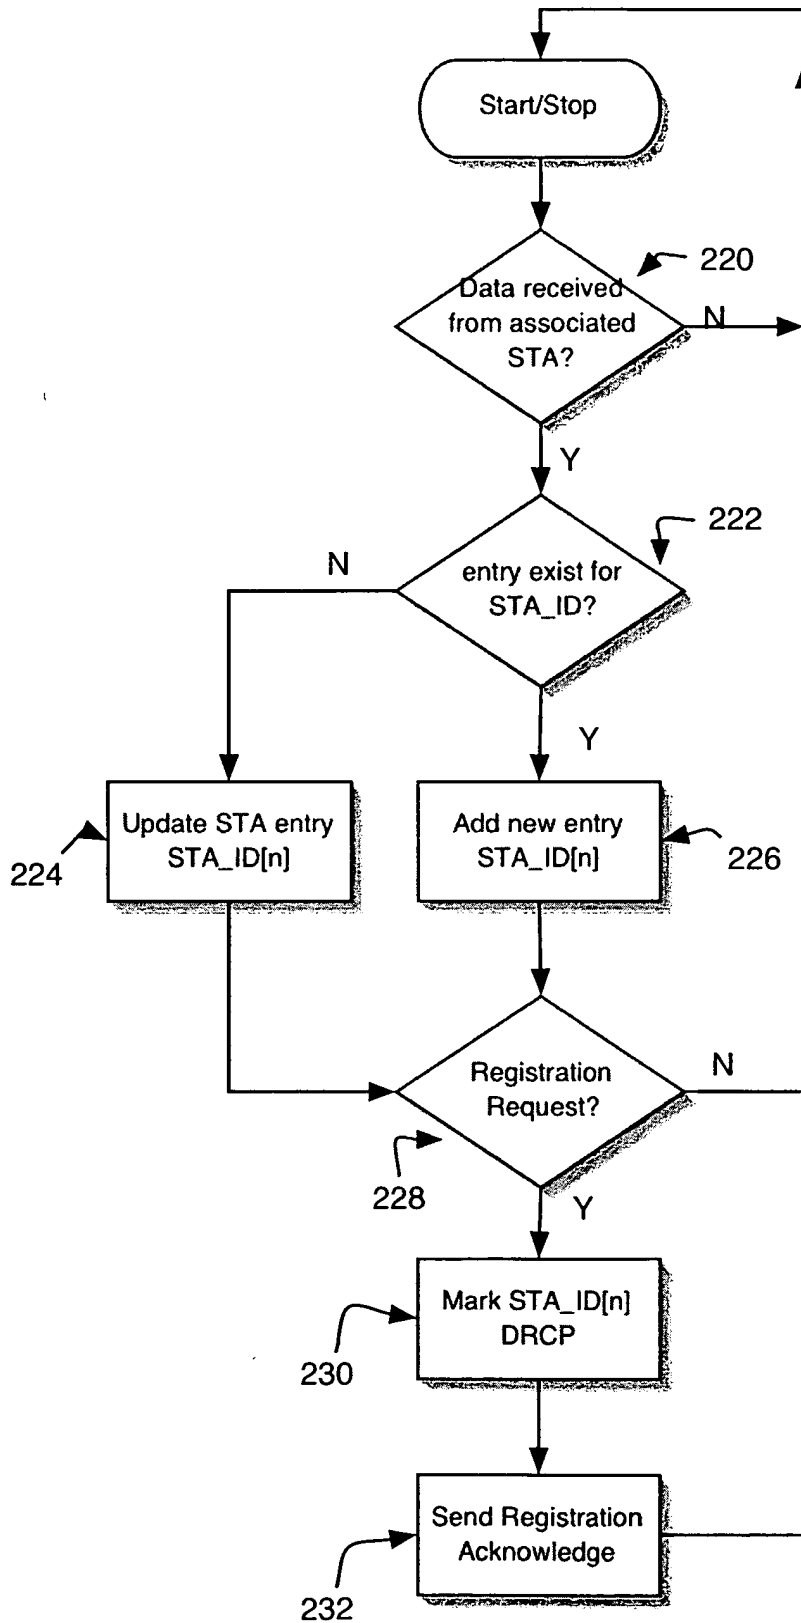 Start/Stop
220
Data received
from associated
STA?
N
Y
222
entry exist for
STA_ID?
N
Y
Update STA entry
STA_ID[n]
224
Add new entry
STA_ID[n]
226
Registration
Request?
N
228
Y
Mark STA_ID[n]
DRCP
230
Send Registration
Acknowledge
232